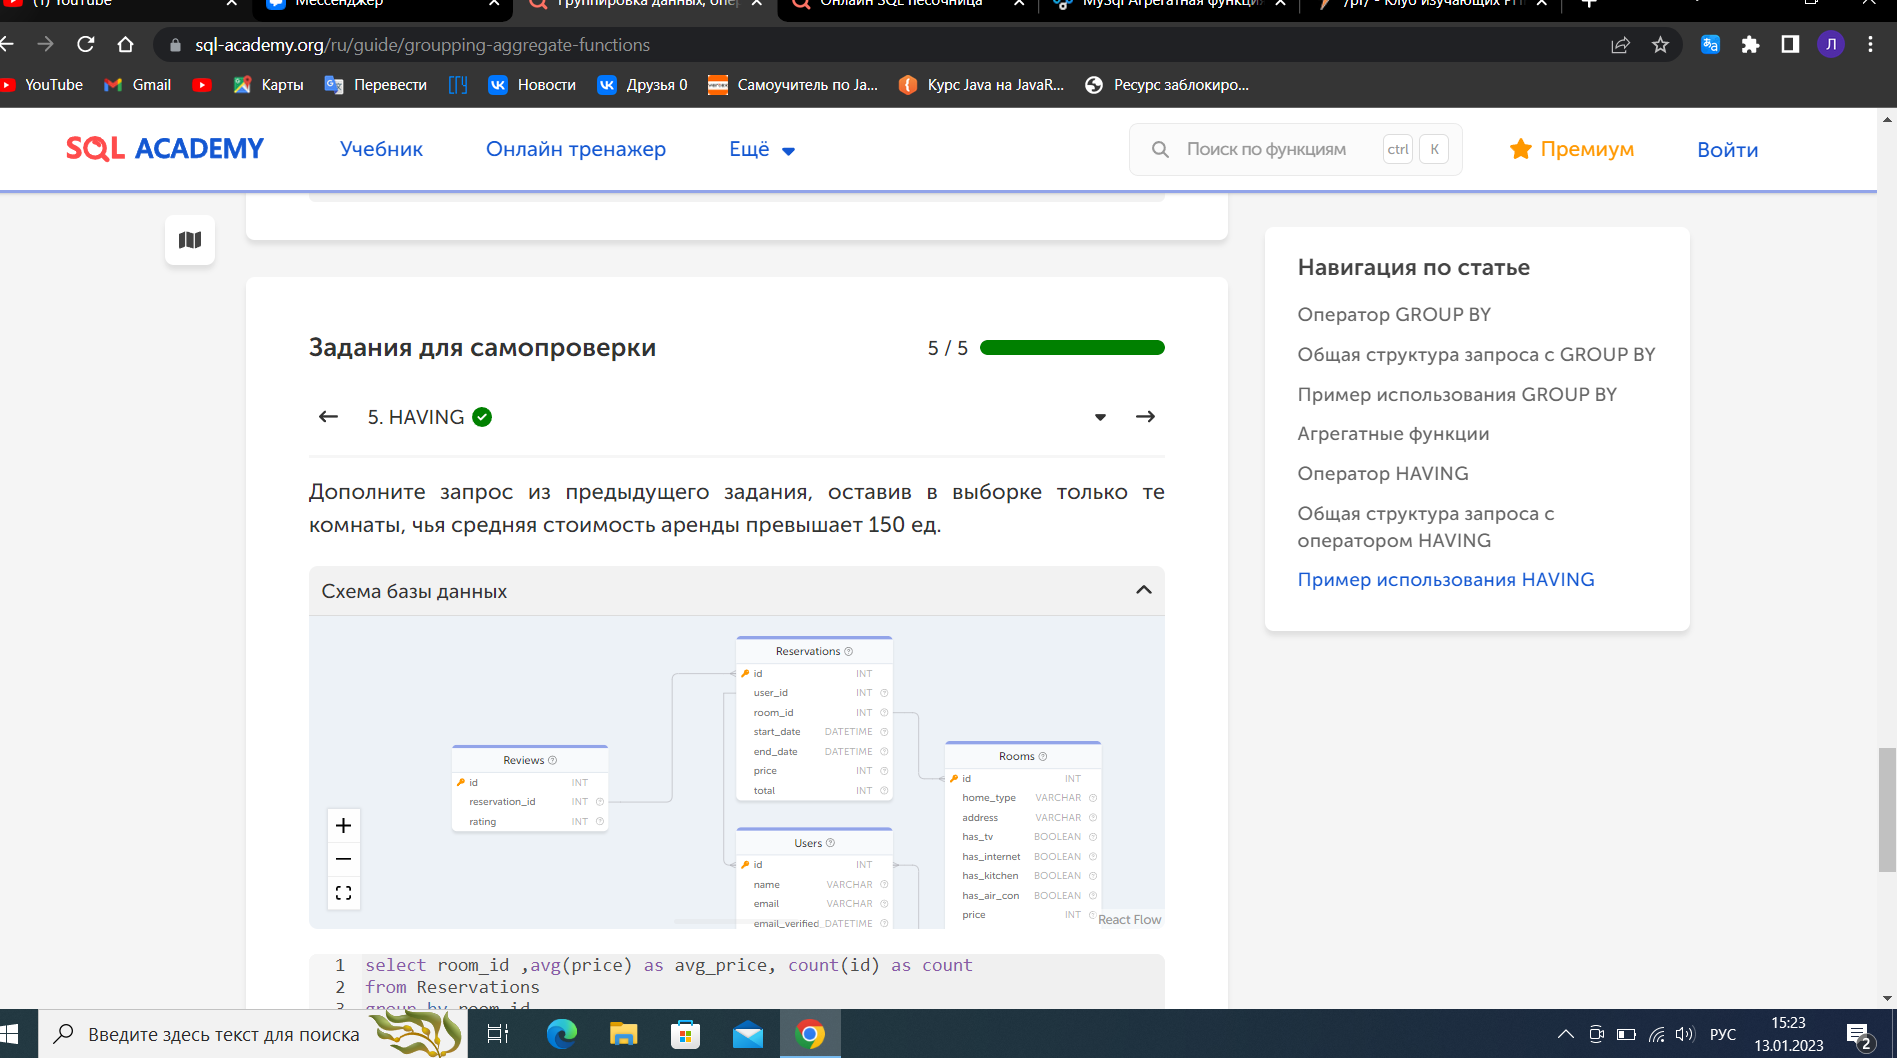 (1) YouTube
Мессенджер
Группировка данных, опер
Онлайн SQL песочница
MySql Агрегатная функция
/pr/ - Клуб изучающих
sql-academy.org/ru/guide/groupping-aggregate-functions
Л
YouTube
Gmail
Карты
Перевести
Новости
Друзья 0
Самоучитель по Ja...
Курс Java на JavaR...
Ресурс заблокиро...
SQL ACADEMY
Учебник
Онлайн тренажер
Ещё
Поиск по функциям
ctrl
K
Премиум
Войти
Задания для самопроверки
5 / 5
5. HAVING
Дополните запрос из предыдущего задания, оставив в выборке только те
комнаты, чья средняя стоимость аренды превышает 150 ед.
Схема базы данных
Reservations
id INT
user_id INT
room_id INT
start_date DATETIME
end_date DATETIME
price INT
total INT
Reviews
id INT
reservation_id INT
rating INT
Users
id INT
name VARCHAR
email VARCHAR
email_verified_ DATETIME
Rooms
id INT
home_type VARCHAR
address VARCHAR
has_tv BOOLEAN
has_internet BOOLEAN
has_kitchen BOOLEAN
has_air_con BOOLEAN
price INT
React Flow
1 select room_id ,avg(price) as avg_price, count(id) as count
2 from Reservations
3 group by room_id
Навигация по статье
Оператор GROUP BY
Общая структура запроса с GROUP BY
Пример использования GROUP BY
Агрегатные функции
Оператор HAVING
Общая структура запроса с
оператором HAVING
Пример использования HAVING
Введите здесь текст для поиска
РУС
15:23
13.01.2023
2